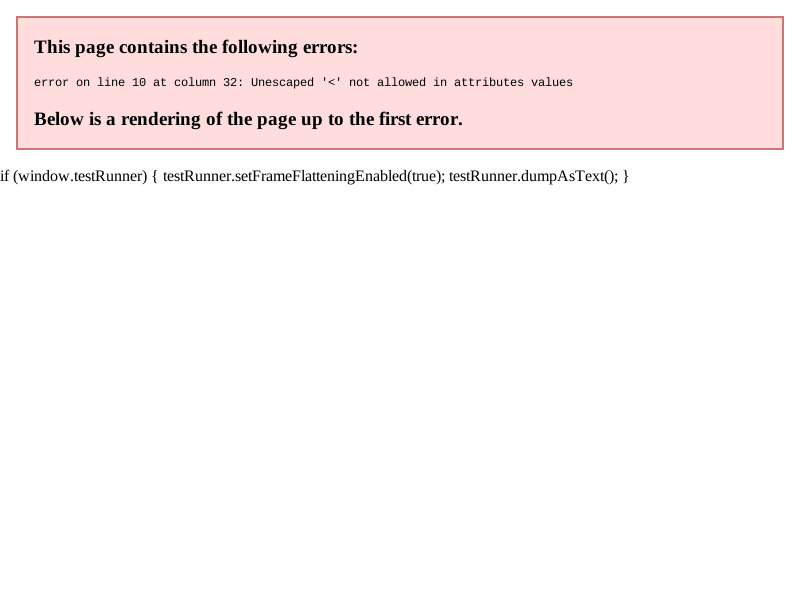 This page contains the following errors:
error on line 10 at column 32: Unescaped '<' not allowed in attributes values
Below is a rendering of the page up to the first error.
if (window.testRunner) { testRunner.setFrameFlatteningEnabled(true); testRunner.dumpAsText(); }